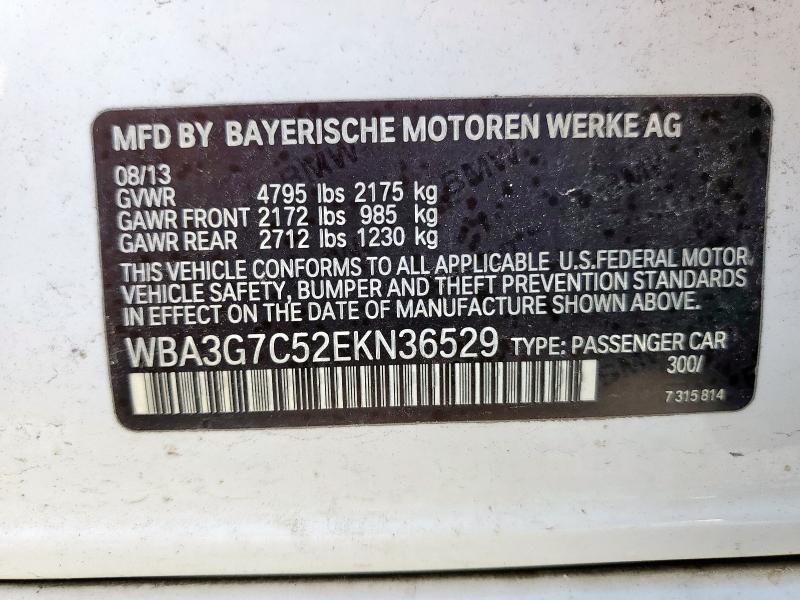 MFD BY BAYERISCHE MOTOREN WERKE AG
08/13
GVWR 4795 lbs 2175 kg
GAWR FRONT 2172 lbs 985 kg
GAWR REAR 2712 lbs 1230 kg
THIS VEHICLE CONFORMS TO ALL APPLICABLE U.S.FEDERAL MOTOR
VEHICLE SAFETY, BUMPER AND THEFT PREVENTION STANDARDS
IN EFFECT ON THE DATE OF MANUFACTURE SHOWN ABOVE.
WBA3G7C52EKN36529 TYPE: PASSENGER CAR
300/
7 315 814
BMW
BMW
BMW